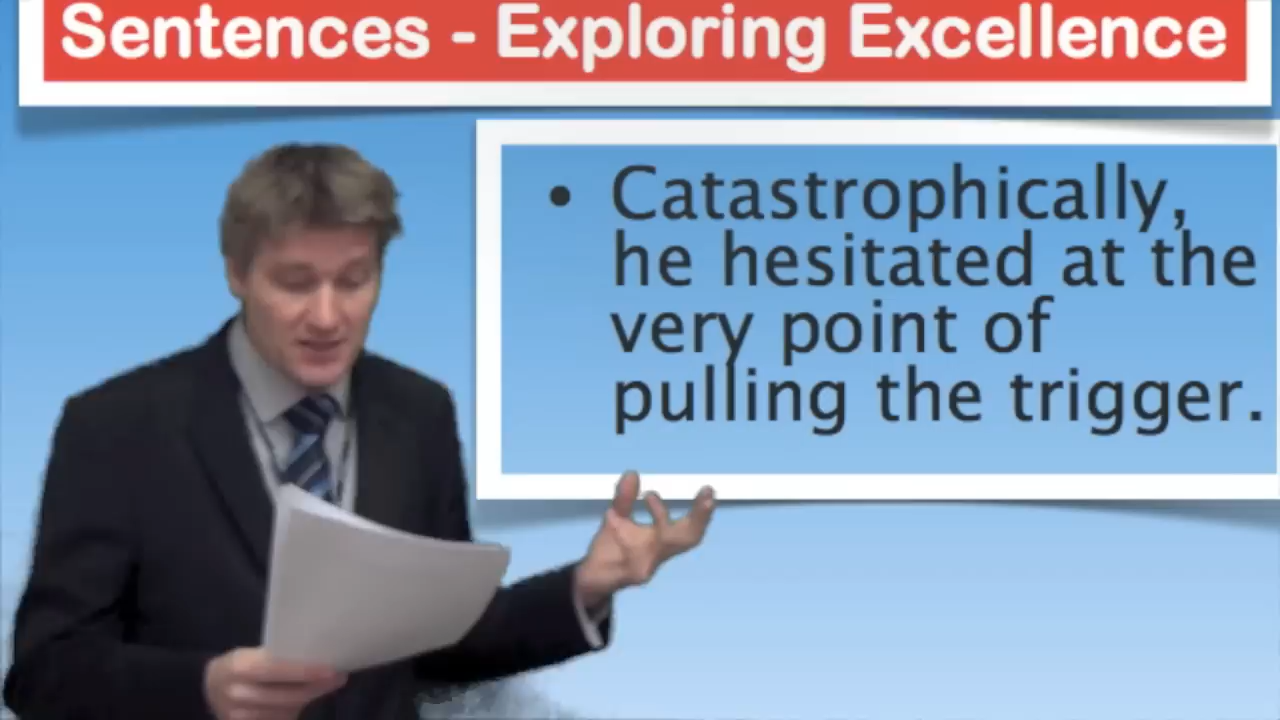 Sentences - Exploring Excellence
• Catastrophically,
he hesitated at the
very point of
pulling the trigger.